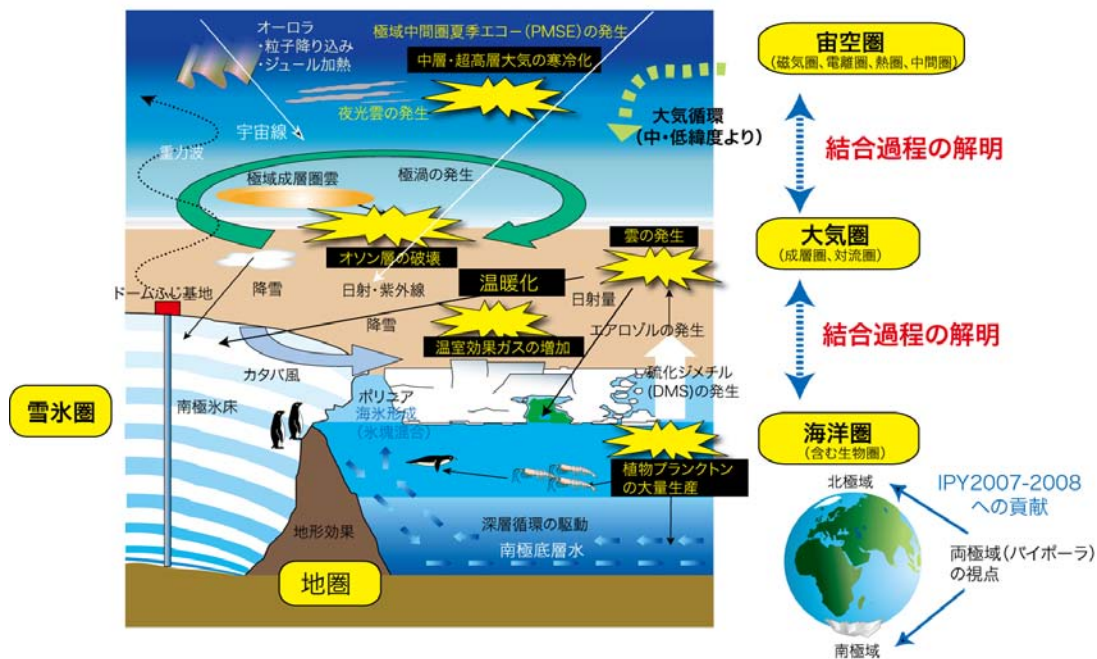 オーロラ
・粒子降り込み
・ジュール加熱
極域中間圏夏季エコー(PMSE)の発生
中層・超高層大気の寒冷化
夜光雲の発生
宇宙線
重力波
大気循環
(中・低緯度より)
極域成層圏雲
極渦の発生
オゾン層の破壊
雲の発生
降雪
日射・紫外線
温暖化
日射量
ドームふじ基地
降雪
エアロゾルの発生
温室効果ガスの増加
カタバ風
ポリニア
海氷形成
(氷塊混合)
硫化ジメチル
(DMS)の発生
雪氷圏
南極氷床
植物プランクトン
の大量生産
地形効果
深層循環の駆動
南極底層水
地圏
宙空圏
(磁気圏、電離圏、熱圏、中間圏)
結合過程の解明
大気圏
(成層圏、対流圏)
結合過程の解明
海洋圏
(含む生物圏)
北極域
IPY2007-2008
への貢献
両極域(バイポーラ)
の視点
南極域